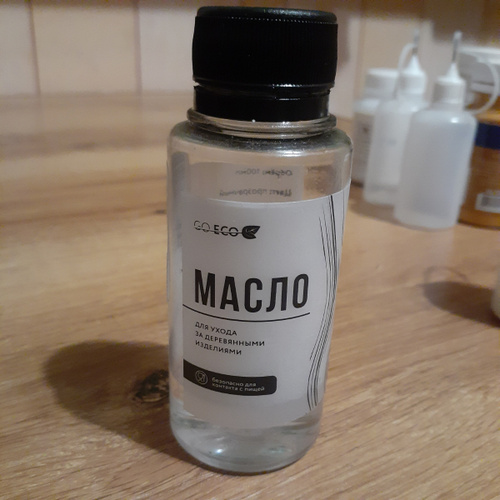 GO ECO
МАСЛО
ДЛЯ УХОДА
ЗА ДЕРЕВЯННЫМИ
ИЗДЕЛИЯМИ
безопасно для
контакта с пищей